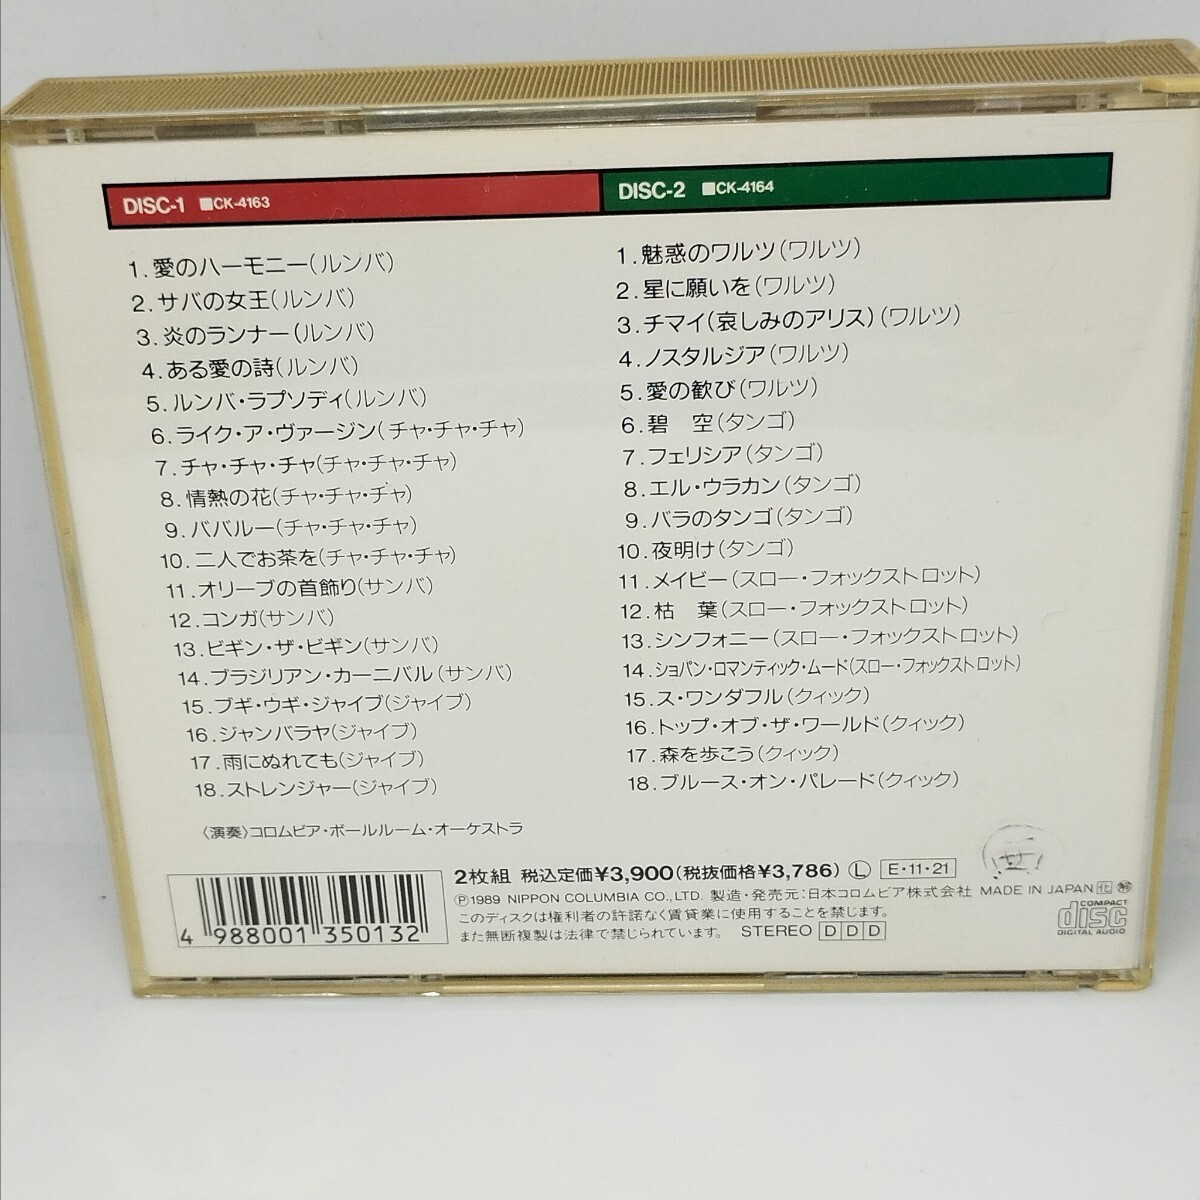 DISC-1 ■CK-4163
1.愛のハーモニー(ルンバ)
2.サバの女王(ルンバ)
3.炎のランナー(ルンバ)
4.ある愛の詩(ルンバ)
5.ルンバ・ラプソディ(ルンバ)
6.ライク・ア・ヴァージン(チャ・チャ・チャ)
7.チャ・チャ・チャ(チャ・チャ・チャ)
8.情熱の花(チャ・チャ・チャ)
9.ババルー(チャ・チャ・チャ)
10.二人でお茶を(チャ・チャ・チャ)
11.オリーブの首飾り(サンバ)
12.コンガ(サンバ)
13.ビギン・ザ・ビギン(サンバ)
14.ブラジリアン・カーニバル(サンバ)
15.ブギ・ウギ・ジャイブ(ジャイブ)
16.ジャンバラヤ(ジャイブ)
17.雨にぬれても(ジャイブ)
18.ストレンジャー(ジャイブ)
〈演奏〉コロムビア・ボールルーム・オーケストラ
DISC-2 ■CK-4164
1.魅惑のワルツ(ワルツ)
2.星に願いを(ワルツ)
3.チマイ(哀しみのアリス)(ワルツ)
4.ノスタルジア(ワルツ)
5.愛の歓び(ワルツ)
6.碧 空(タンゴ)
7.フェリシア(タンゴ)
8.エル・ウラカン(タンゴ)
9.バラのタンゴ(タンゴ)
10.夜明け(タンゴ)
11.メイビー(スロー・フォックストロット)
12.枯 葉(スロー・フォックストロット)
13.シンフォニー(スロー・フォックストロット)
14.ショパン・ロマンティック・ムード(スロー・フォックストロット)
15.ス・ワンダフル(クィック)
16.トップ・オブ・ザ・ワールド(クィック)
17.森を歩こう(クィック)
18.ブルース・オン・パレード(クィック)
2枚組 税込定価¥3,900(税抜価格¥3,786) Ⓛ E・11・21
Ⓟ1989 NIPPON COLUMBIA CO.,LTD. 製造・発売元:日本コロムビア株式会社 MADE IN JAPAN
このディスクは権利者の許諾なく賃貸業に使用することを禁じます。
また無断複製は法律で禁じられています。 STEREO DDD
4 988001 350132
COMPACT
disc
DIGITAL AUDIO